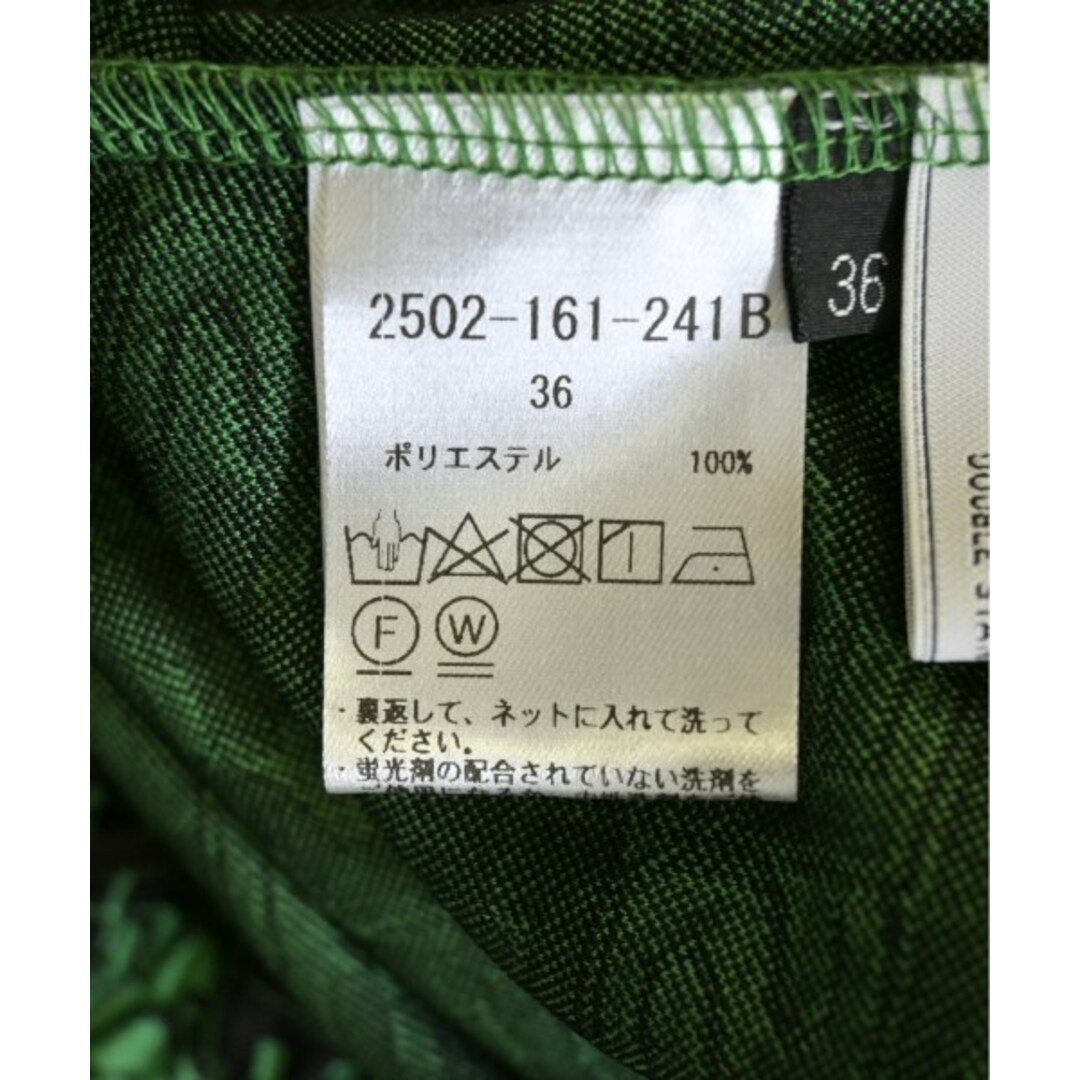 2502-161-241B
36
ポリエステル 100%
F W
・裏返して、ネットに入れて洗って
ください。
・蛍光剤の配合されていない洗剤を
36
DOUBLE STA